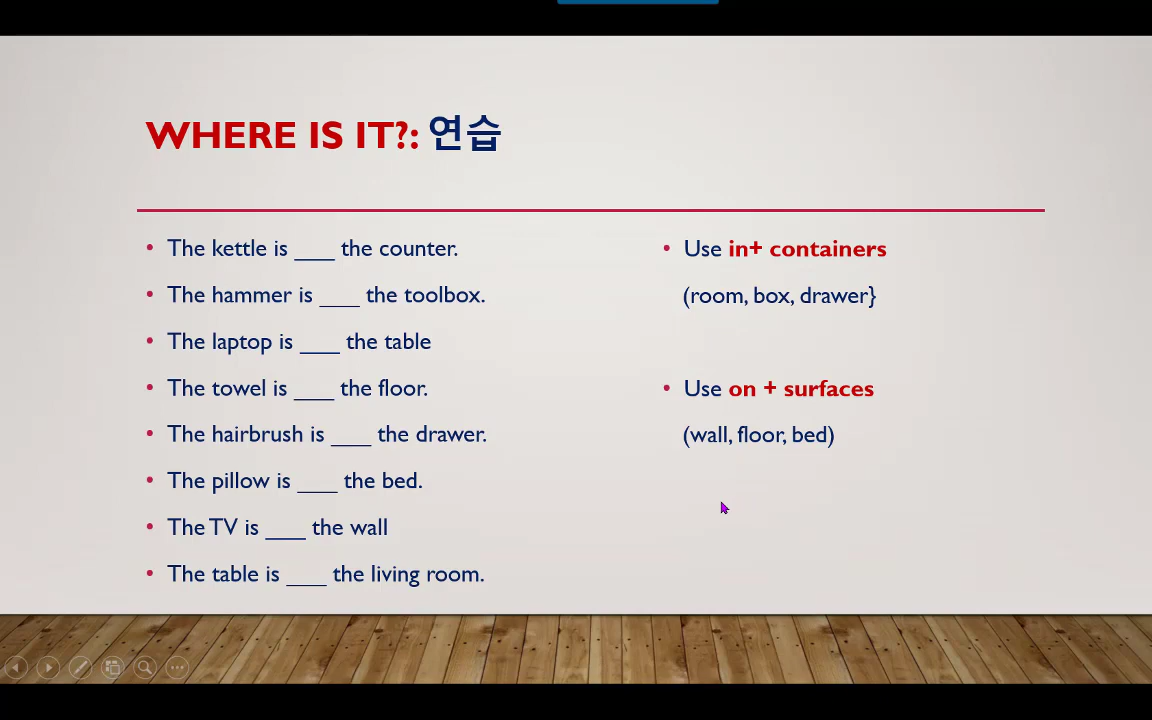 WHERE IS IT?: 연습
• The kettle is ____ the counter.
• The hammer is ____ the toolbox.
• The laptop is ____ the table
• The towel is ____ the floor.
• The hairbrush is ____ the drawer.
• The pillow is ____ the bed.
• The TV is ____ the wall
• The table is ____ the living room.
• Use in+ containers
(room, box, drawer}
• Use on + surfaces
(wall, floor, bed)